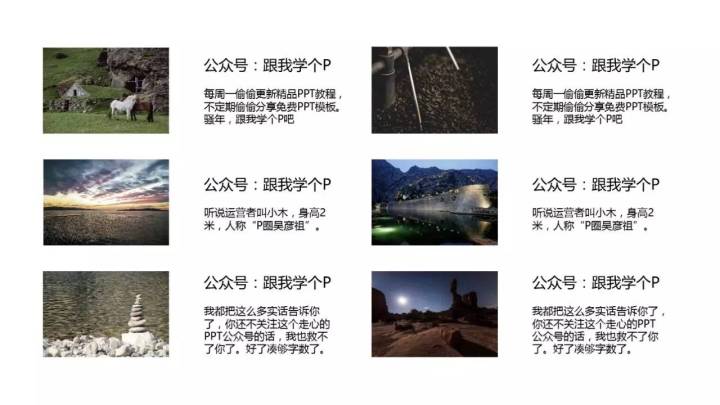 公众号：跟我学个P
每周一偷偷更新精品PPT教程，
不定期偷偷分享免费PPT模板。
骚年，跟我学个P吧
公众号：跟我学个P
每周一偷偷更新精品PPT教程，
不定期偷偷分享免费PPT模板。
骚年，跟我学个P吧
公众号：跟我学个P
听说运营者叫小木，身高2
米，人称“P圈吴彦祖”。
公众号：跟我学个P
听说运营者叫小木，身高2
米，人称“P圈吴彦祖”。
公众号：跟我学个P
我都把这么多实话告诉你
了，你还不关注这个走心的
PPT公众号的话，我也救不
了你了。好了凑够字数了。
公众号：跟我学个P
我都把这么多实话告诉你了，
你还不关注这个走心的PPT
公众号的话，我也救不了你
了。好了凑够字数了。